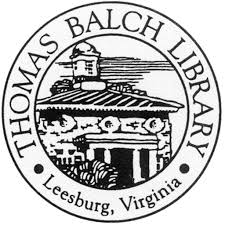 THOMAS BALCH LIBRARY
Leesburg, Virginia